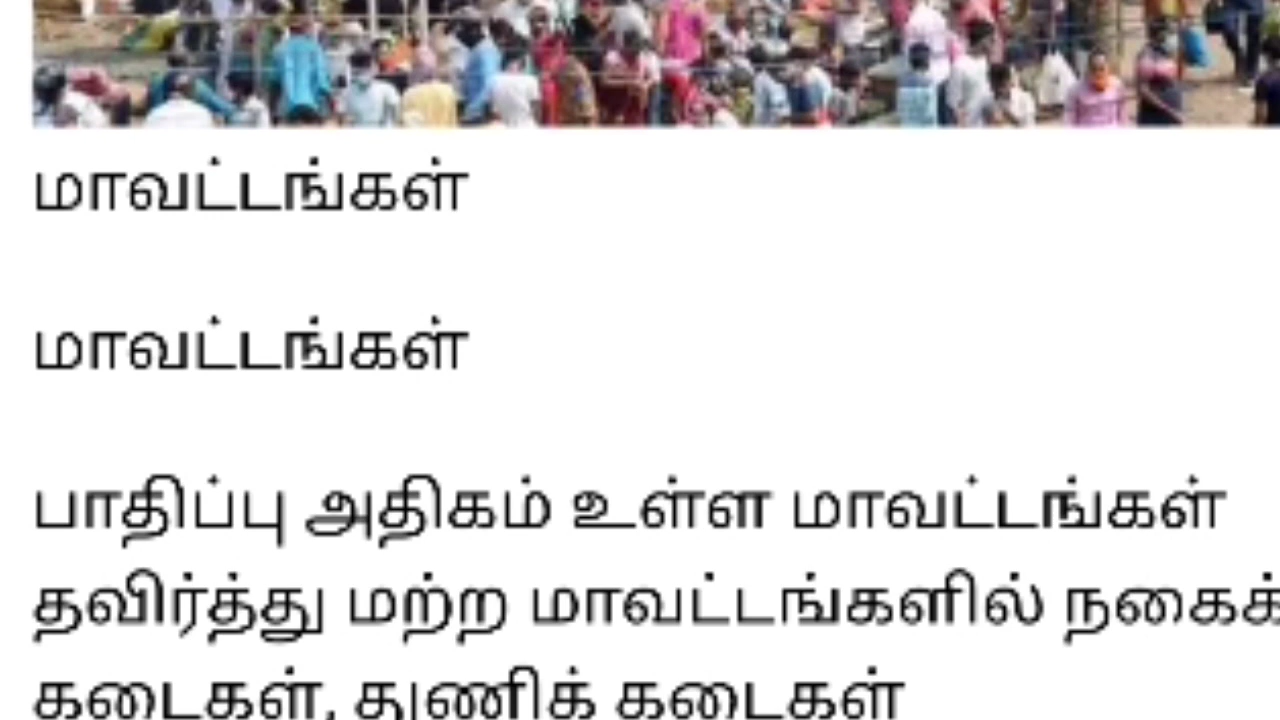 மாவட்டங்கள்
மாவட்டங்கள்
பாதிப்பு அதிகம் உள்ள மாவட்டங்கள்
தவிர்த்து மற்ற மாவட்டங்களில் நகைக்
கடைகள், துணிக் கடைகள்